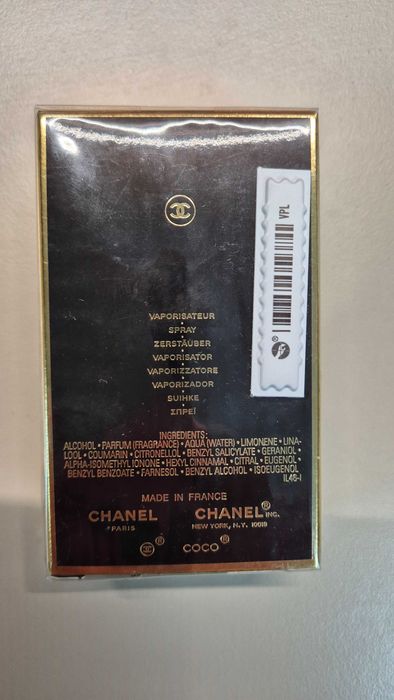 VPL
VAPORISATEUR
SPRAY
ZERSTÄUBER
VAPORISATOR
VAPORIZZATORE
VAPORIZADOR
SUIHKE
ΣΠΡΕΪ
INGREDIENTS:
ALCOHOL • PARFUM (FRAGRANCE) • AQUA (WATER) • LIMONENE • LINA-
LOOL • COUMARIN • CITRONELLOL • BENZYL SALICYLATE • GERANIOL •
ALPHA-ISOMETHYL IONONE • HEXYL CINNAMAL • CITRAL • EUGENOL •
BENZYL BENZOATE • FARNESOL • BENZYL ALCOHOL • ISOEUGENOL
IL46-I
MADE IN FRANCE
CHANEL CHANEL® INC.
PARIS NEW YORK, N.Y. 10019
® COCO®